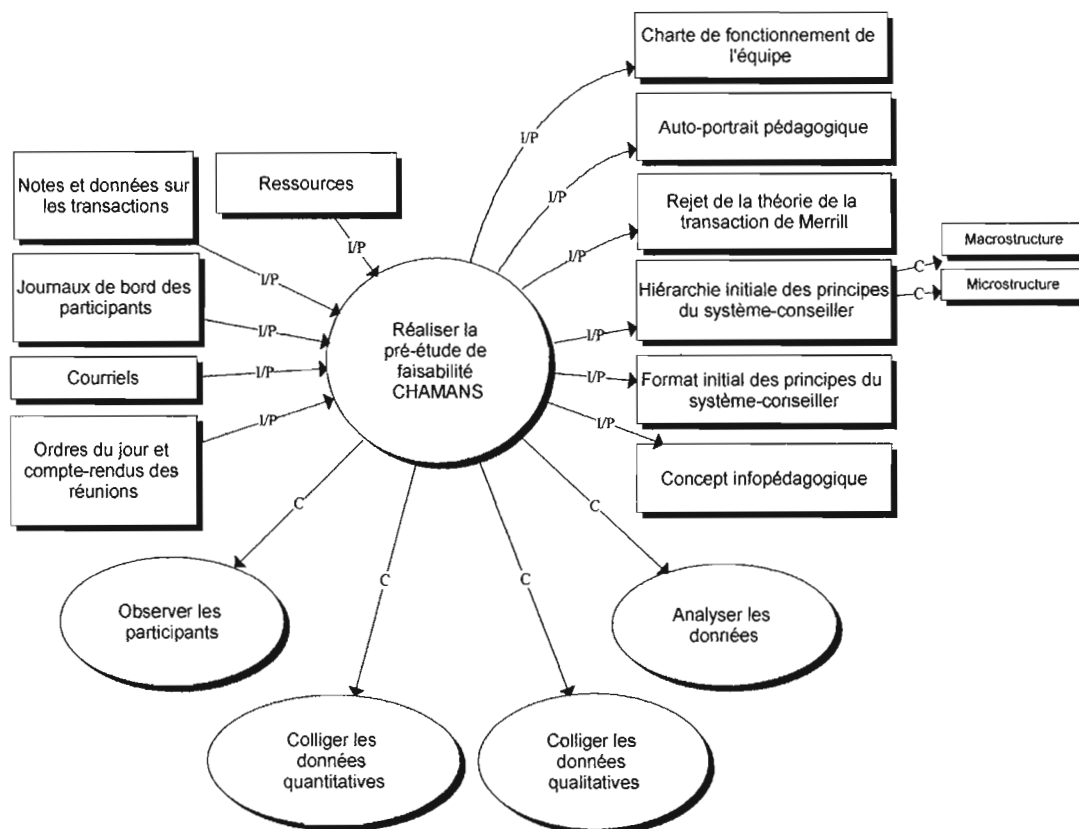 Charte de fonctionnement de
l'équipe
I/P
Auto-portrait pédagogique
I/P
Notes et données sur
les transactions
Ressources
Rejet de la théorie de la
transaction de Merrill
I/P
I/P
I/P
Macrostructure
C
Journaux de bord des
participants
I/P
Réaliser la
pré-étude de
faisabilité
CHAMANS
Hiérarchie initiale des principes
du système-conseiller
I/P
C
Microstructure
Courriels
I/P
I/P
Format initial des principes du
système-conseiller
Ordres du jour et
compte-rendus des
réunions
I/P
I/P
Concept infopédagogique
C
C
C
C
Observer les
participants
Analyser les
données
Colliger les
données
quantitatives
Colliger les
données
qualitatives